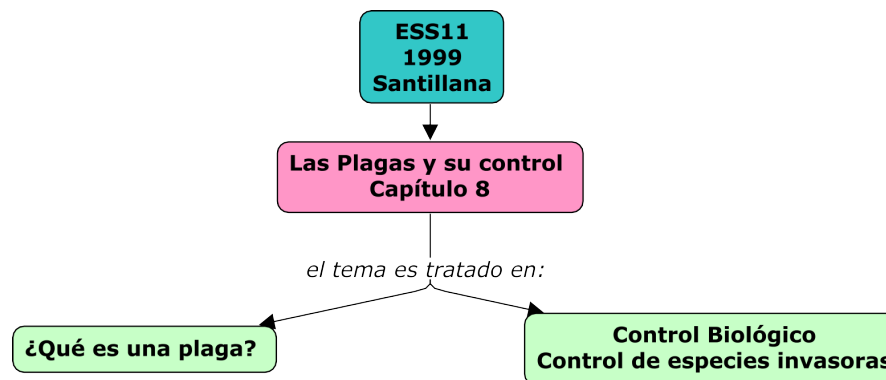 ESS11
1999
Santillana
Las Plagas y su control
Capítulo 8
el tema es tratado en:
¿Qué es una plaga?
Control Biológico
Control de especies invasoras